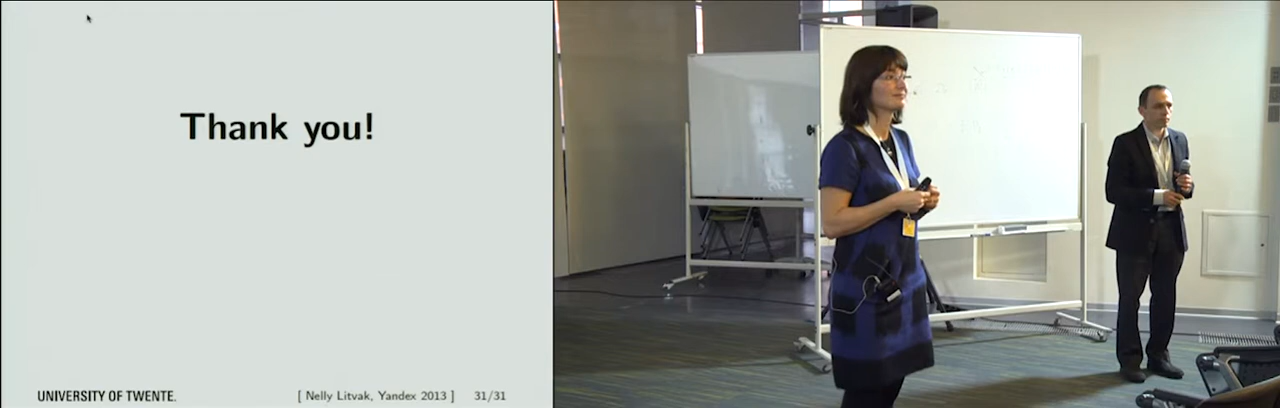 Thank you!
UNIVERSITY OF TWENTE.
[ Nelly Litvak, Yandex 2013 ] 31/31